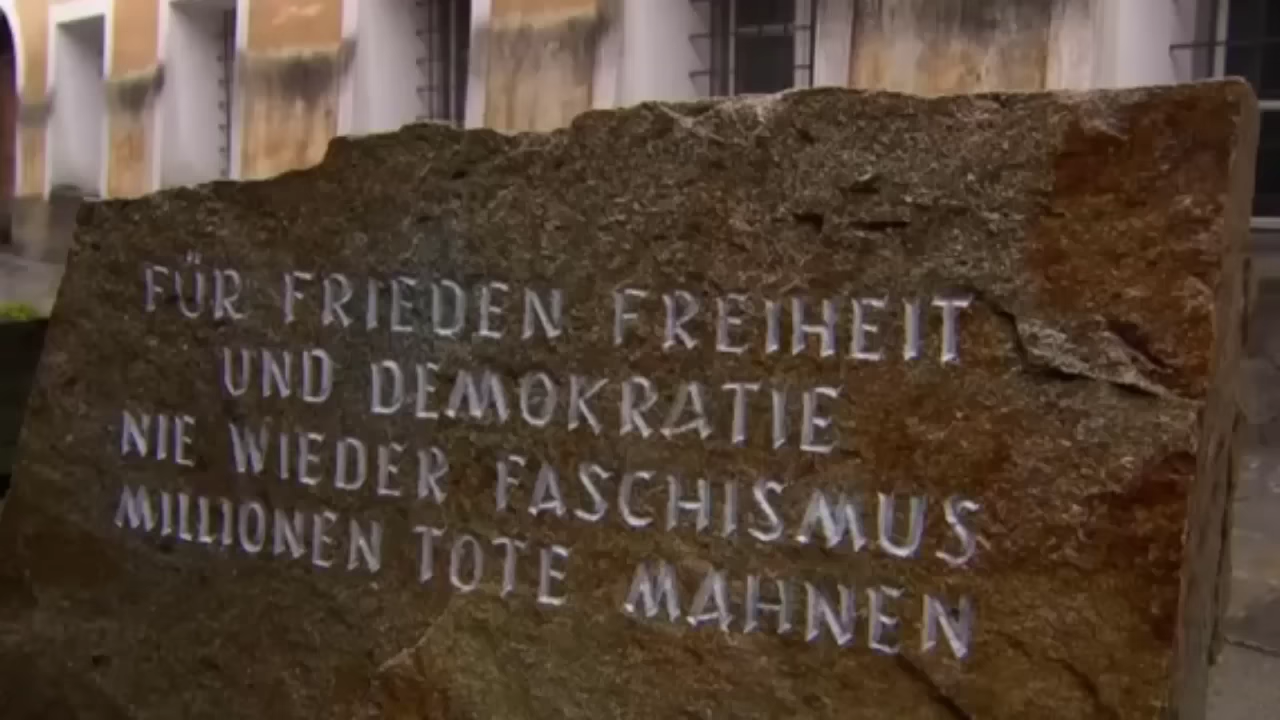 FÜR FRIEDEN FREIHEIT
UND DEMOKRATIE
NIE WIEDER FASCHISMUS
MILLIONEN TOTE MAHNEN